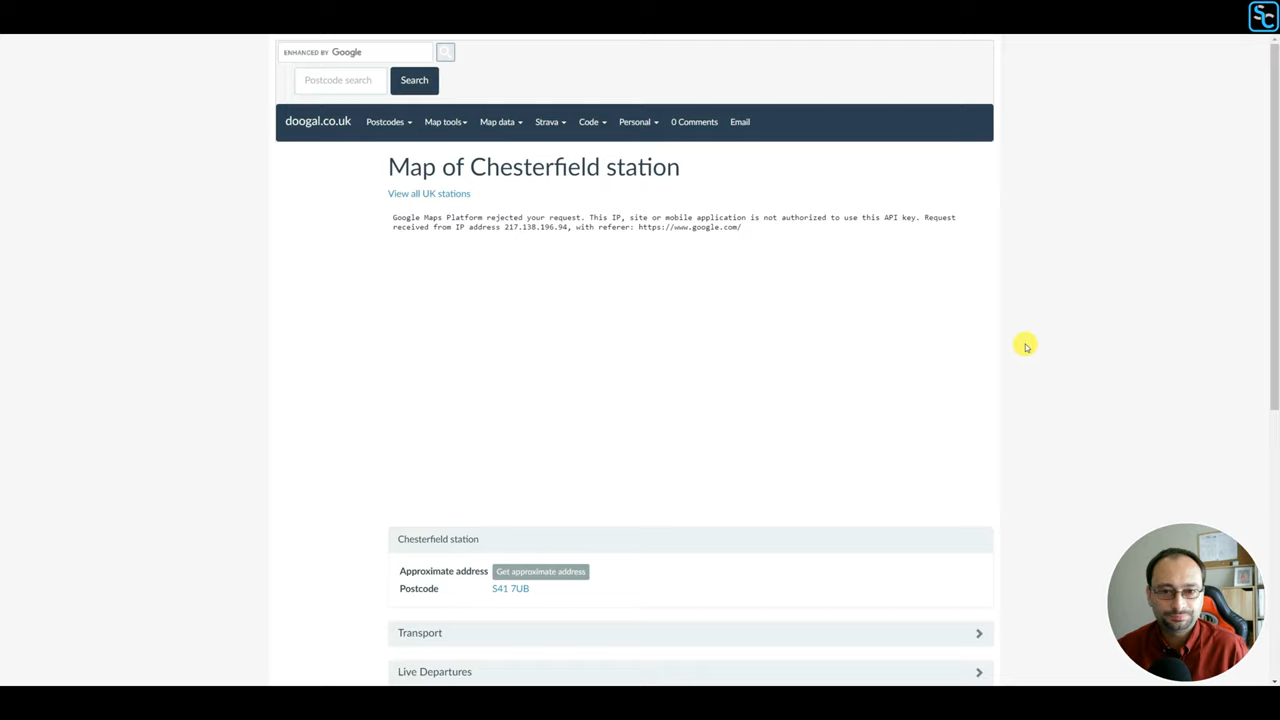 SC
ENHANCED BY Google
Postcode search
Search
doogal.co.uk Postcodes Map tools Map data Strava Code Personal 0 Comments Email
Map of Chesterfield station
View all UK stations
Google Maps Platform rejected your request. This IP, site or mobile application is not authorized to use this API key. Request
received from IP address 217.138.196.94, with referer: https://www.google.com/
Chesterfield station
Approximate address Get approximate address
Postcode S41 7UB
Transport
Live Departures